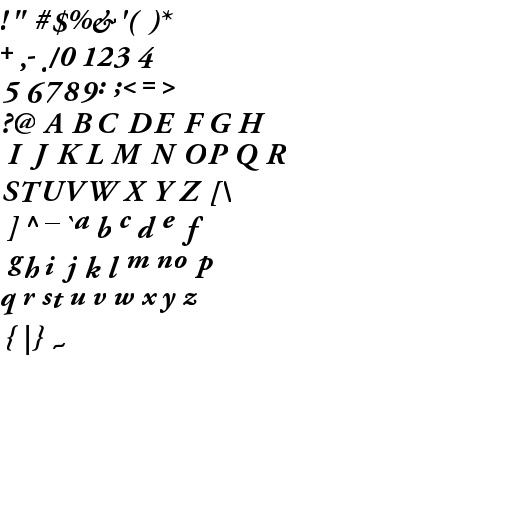 ! " # $ % & ' ( ) *
+ , - . / 0 1 2 3 4
5 6 7 8 9 : ; < = >
? @ A B C D E F G H
I J K L M N O P Q R
S T U V W X Y Z [ \
] ^ _ ` a b c d e f
g h i j k l m n o p
q r s t u v w x y z
{ | } ~